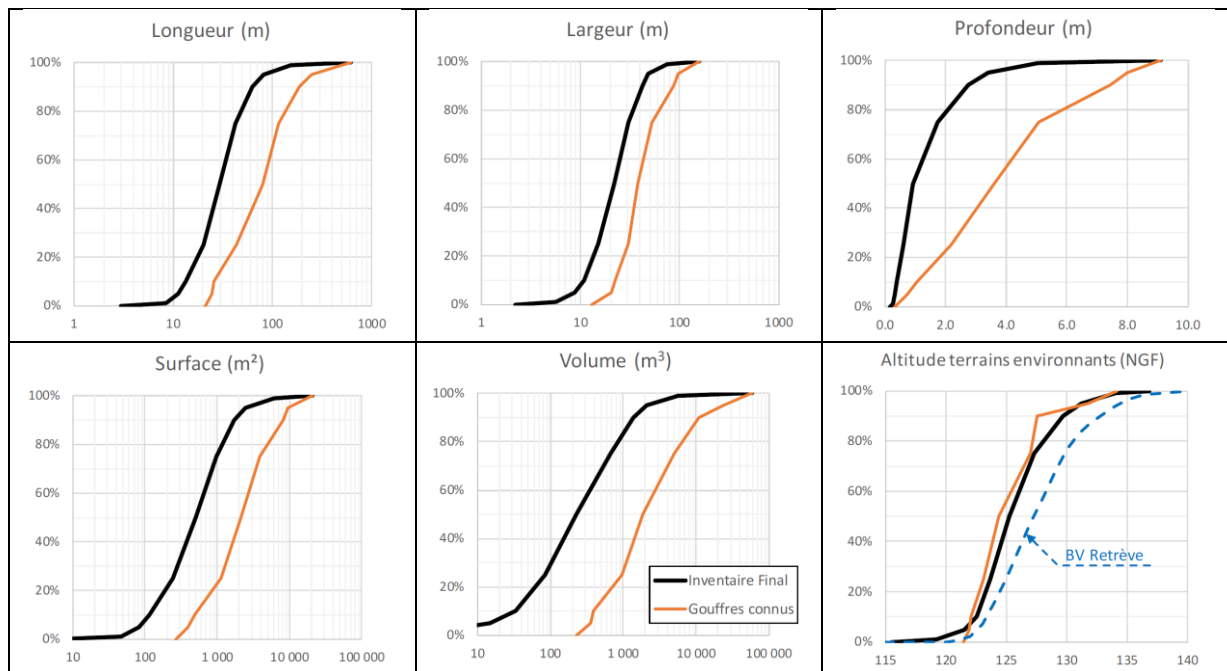 Longueur (m)
100%
80%
60%
40%
20%
0%
1 10 100 1000
Largeur (m)
100%
80%
60%
40%
20%
0%
1 10 100 1000
Profondeur (m)
100%
80%
60%
40%
20%
0%
0.0 2.0 4.0 6.0 8.0 10.0
Surface (m²)
100%
80%
60%
40%
20%
0%
10 100 1 000 10 000 100 000
Volume (m³)
100%
80%
60%
40%
20%
0%
10 100 1 000 10 000 100 000
Inventaire Final
Gouffres connus
Altitude terrains environnants (NGF)
100%
80%
60%
40%
20%
0%
115 120 125 130 135 140
BV Retrève